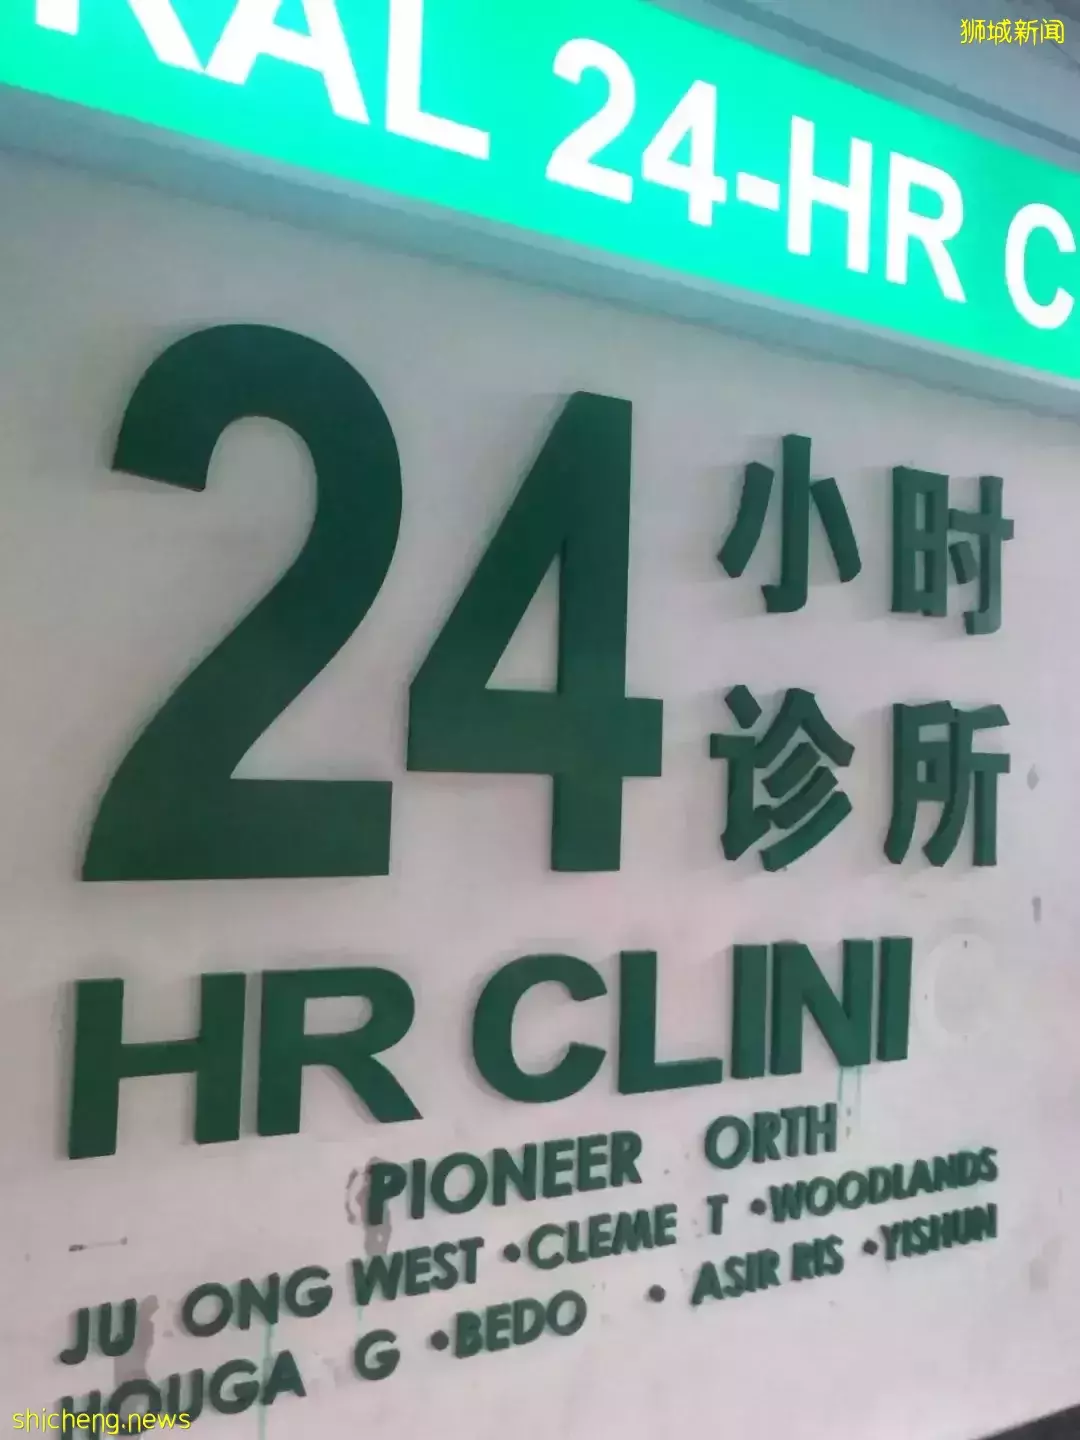 狮城新闻
RAL 24-HR C
24 小时
诊所
HR CLINI
PIONEER ORTH
JU ONG WEST •CLEME T •WOODLANDS
HOUGA G •BEDO • ASIR RIS •YISHUN
shicheng.news